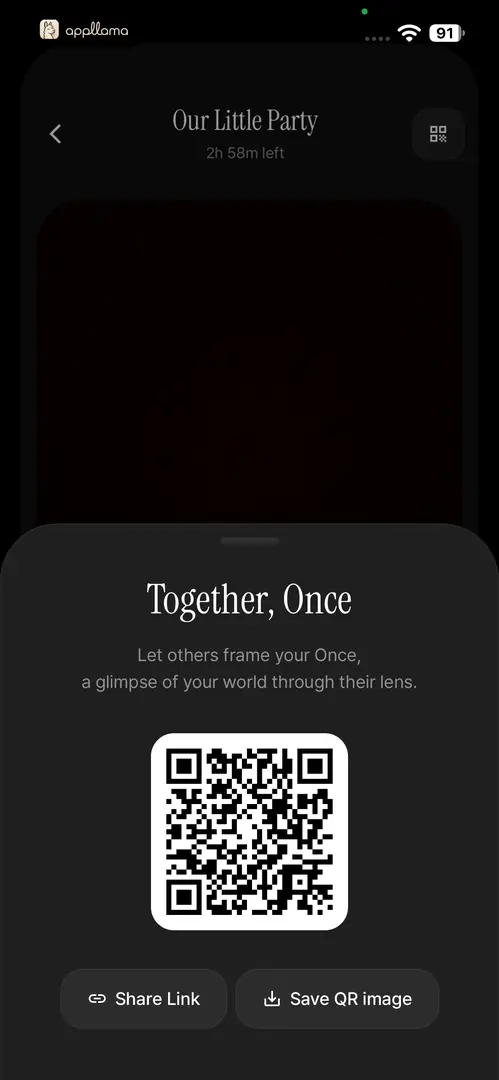 appllama
91
Our Little Party
2h 58m left
Together, Once
Let others frame your Once,
a glimpse of your world through their lens.
Share Link
Save QR image